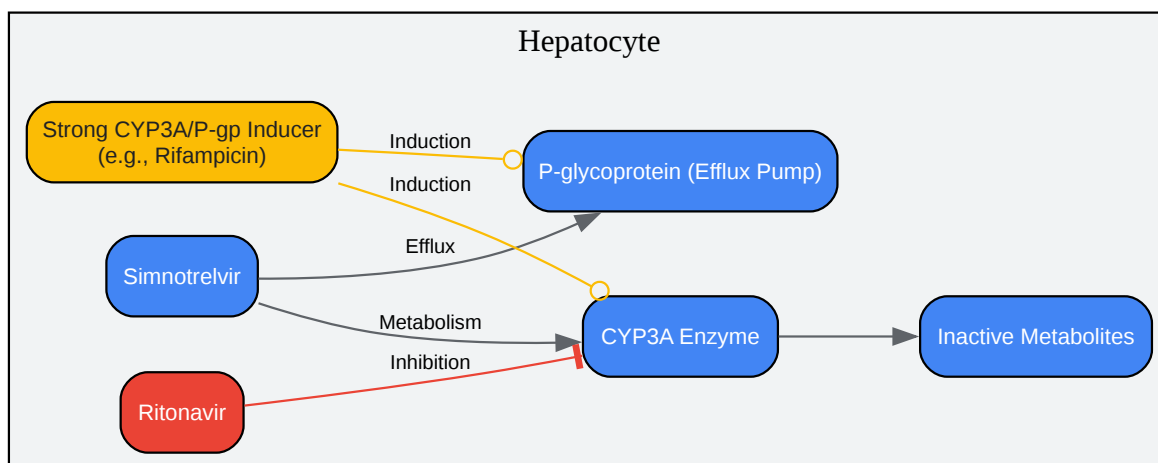 Hepatocyte
Strong CYP3A/P-gp Inducer
(e.g., Rifampicin)
Induction
P-glycoprotein (Efflux Pump)
Induction
Efflux
Simnotrelvir
Metabolism
CYP3A Enzyme
Inactive Metabolites
Inhibition
Ritonavir